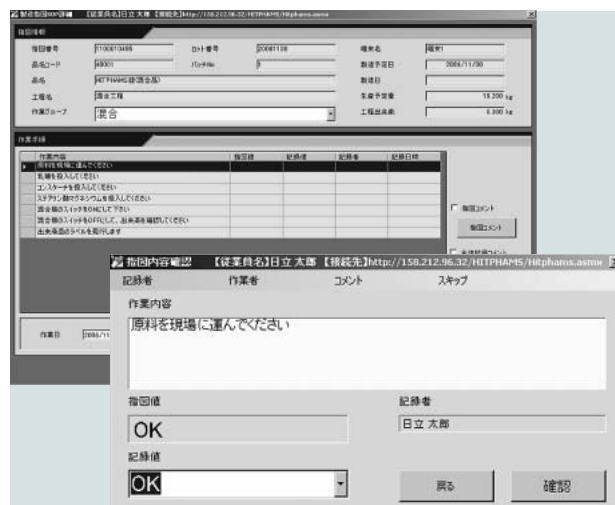 製造指図SOP詳細 【従業員名】日立 太郎 【接続先】http://158.212.96.32/HITPHAMS/Hitphams.asmx
指図情報
指図番号 1100010486 ロット番号 20061130 端末名 端末1
品名コード A0001 バッチNo 製造予定日 2006/11/30
品名 HITPHAMS錠(混合品) 製造日
工程名 混合工程 生産予定量 10.200 kg
作業グループ 混合 工程出来高 0.000 kg
作業手順
作業内容 指図値 記録値 記録者 記録日時
原料を現場に運んでください
乳糖を投入してください
コンスターチを投入してください
ステアリン酸マグネシウムを投入してください
混合機のスイッチをONにして下さい
混合機のスイッチをOFFにして、出来高を確認してください
出来高品のラベルを発行します
指図コメント
指図コメント
作業日 2006/11
指図内容確認 【従業員名】日立 太郎 【接続先】http://158.212.96.32/HITPHAMS/Hitphams.asmx
記録者 作業者 コメント スキップ
作業内容
原料を現場に運んでください
指図値 記録者
OK 日立 太郎
記録値
OK 戻る 確認